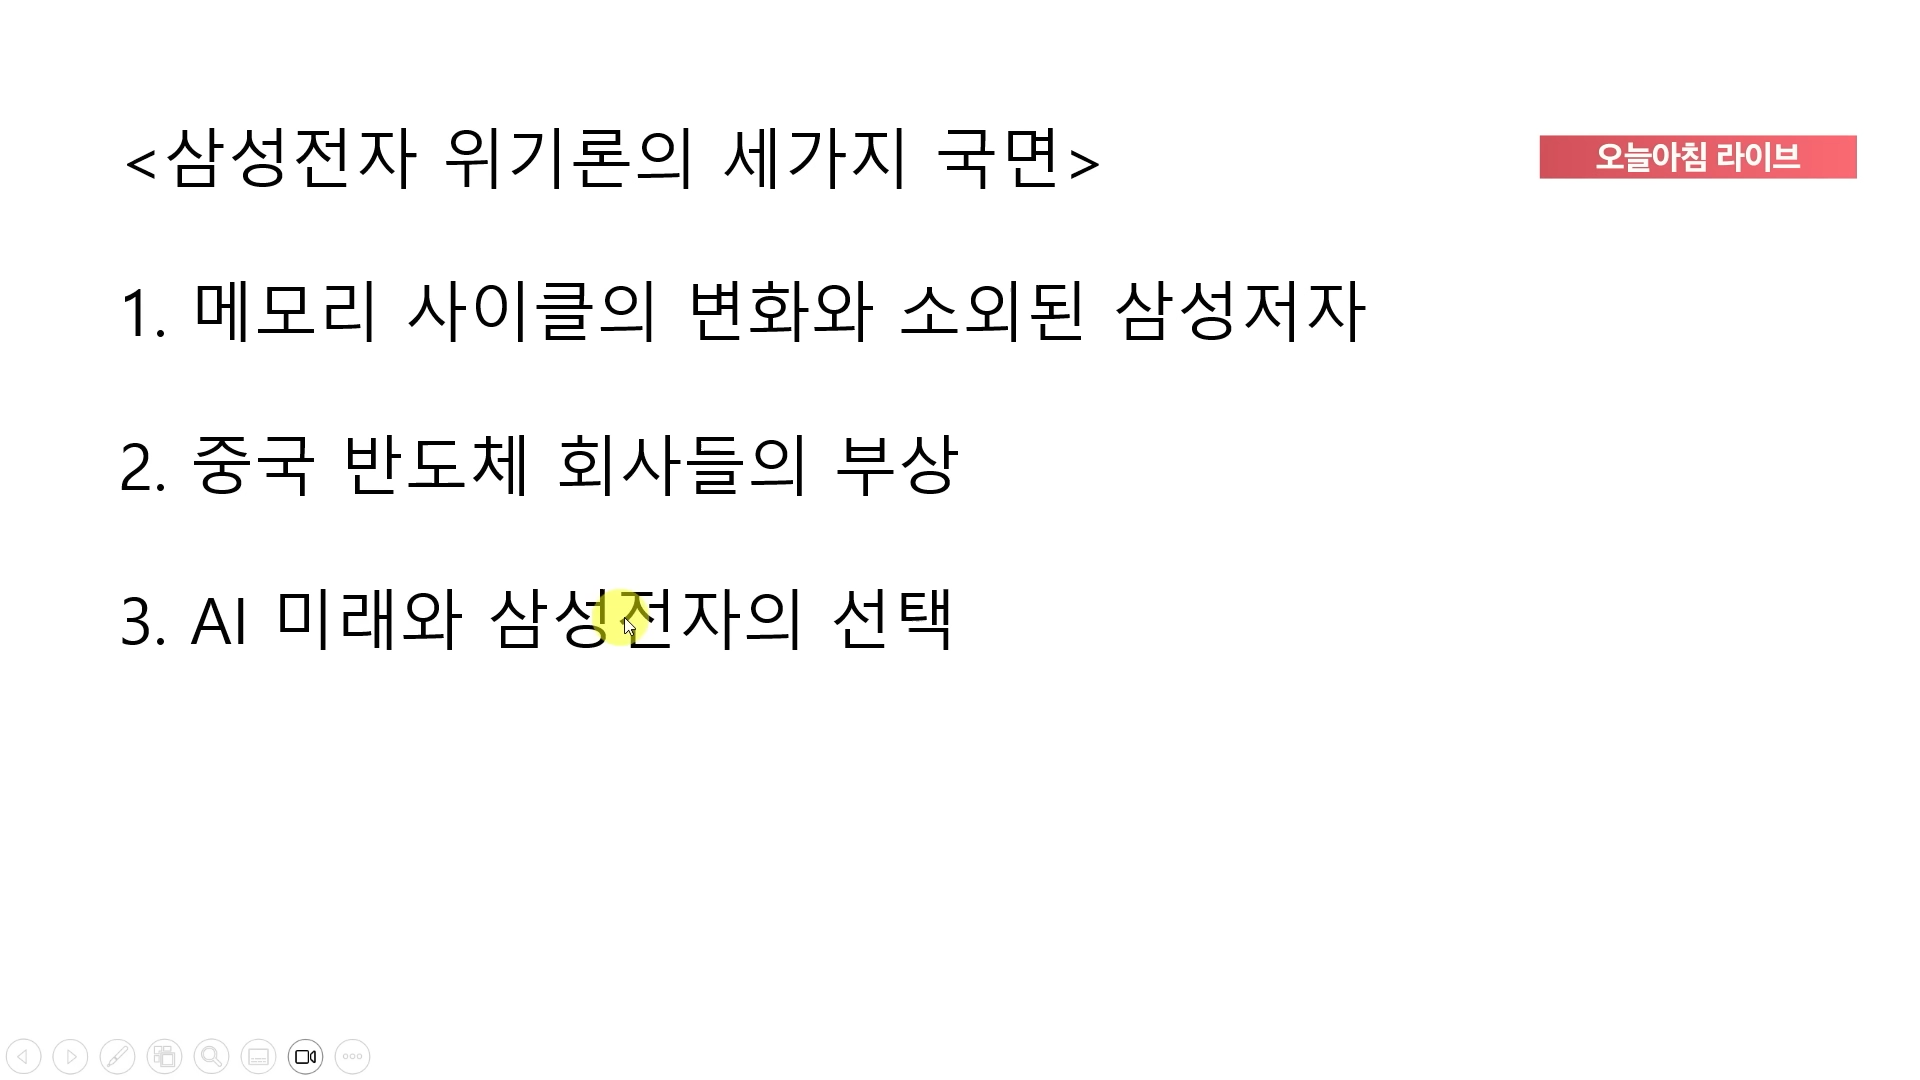 <삼성전자 위기론의 세가지 국면>
오늘아침 라이브
1. 메모리 사이클의 변화와 소외된 삼성저자
2. 중국 반도체 회사들의 부상
3. AI 미래와 삼성전자의 선택